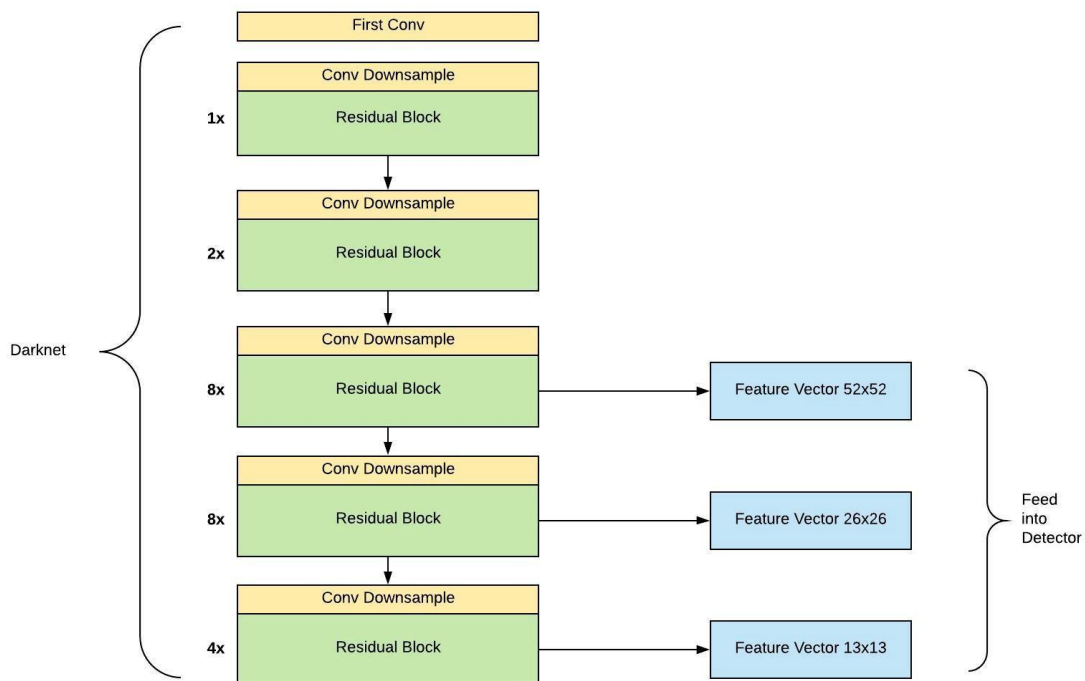 First Conv
Conv Downsample
1x
Residual Block
Conv Downsample
2x
Residual Block
Darknet
Conv Downsample
8x
Residual Block
Feature Vector 52x52
Conv Downsample
8x
Residual Block
Feature Vector 26x26
Feed
into
Detector
Conv Downsample
4x
Residual Block
Feature Vector 13x13